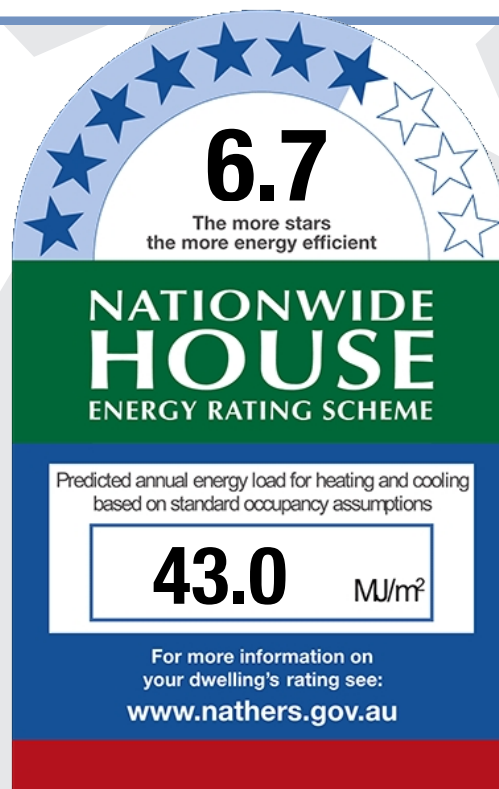 6.7
The more stars
the more energy efficient
NATIONWIDE
HOUSE
ENERGY RATING SCHEME
Predicted annual energy load for heating and cooling
based on standard occupancy assumptions
43.0 MJ/m²
For more information on
your dwelling's rating see:
www.nathers.gov.au